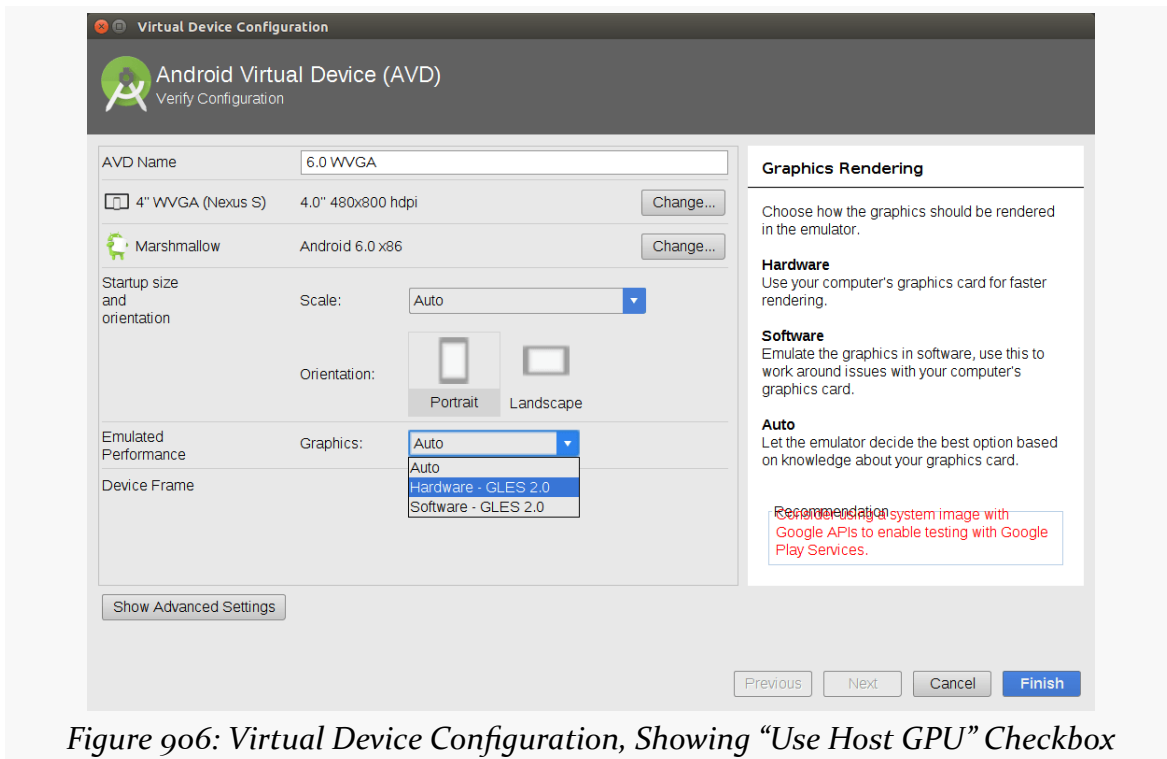 Virtual Device Configuration
Android Virtual Device (AVD)
Verify Configuration
AVD Name
6.0 WVGA
4" WVGA (Nexus S)
4.0" 480x800 hdpi
Change...
Marshmallow
Android 6.0 x86
Change...
Startup size
and
orientation
Scale:
Auto
Orientation:
Portrait
Landscape
Emulated
Performance
Graphics:
Auto
Auto
Hardware - GLES 2.0
Software - GLES 2.0
Device Frame
Show Advanced Settings
Graphics Rendering
Choose how the graphics should be rendered
in the emulator.
Hardware
Use your computer's graphics card for faster
rendering.
Software
Emulate the graphics in software, use this to
work around issues with your computer's
graphics card.
Auto
Let the emulator decide the best option based
on knowledge about your graphics card.
Recommendation
Consider using a system image with
Google APIs to enable testing with Google
Play Services.
Previous
Next
Cancel
Finish
Figure 906: Virtual Device Configuration, Showing “Use Host GPU” Checkbox